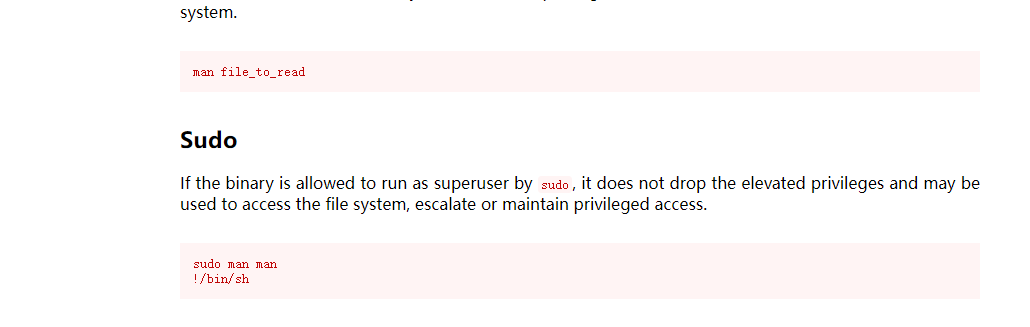 system.
man file_to_read
Sudo
If the binary is allowed to run as superuser by sudo, it does not drop the elevated privileges and may be
used to access the file system, escalate or maintain privileged access.
sudo man man
!/bin/sh